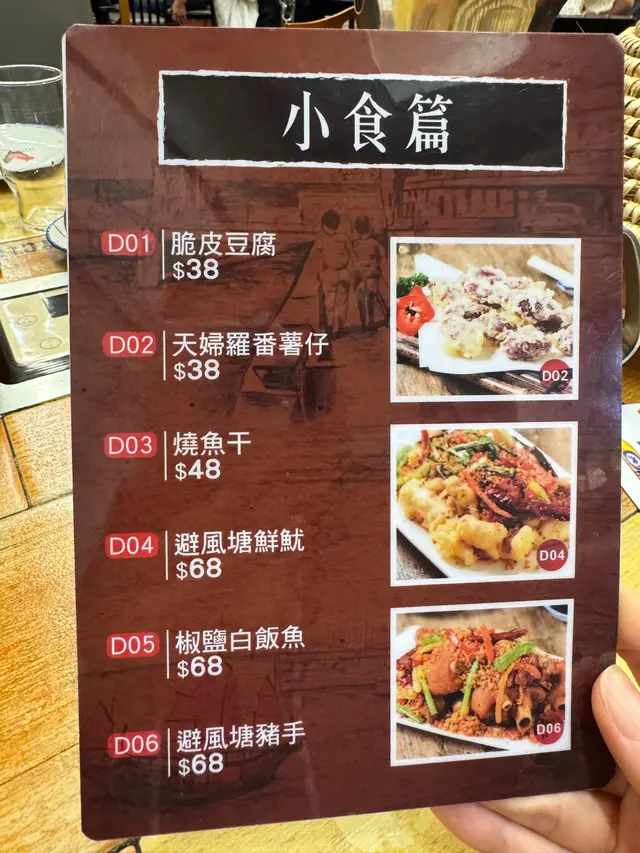 小食篇
D01 脆皮豆腐
$38
D02 天婦羅番薯仔
$38
D03 燒魚干
$48
D04 避風塘鮮魷
$68
D05 椒鹽白飯魚
$68
D06 避風塘豬手
$68
D02
D04
D06